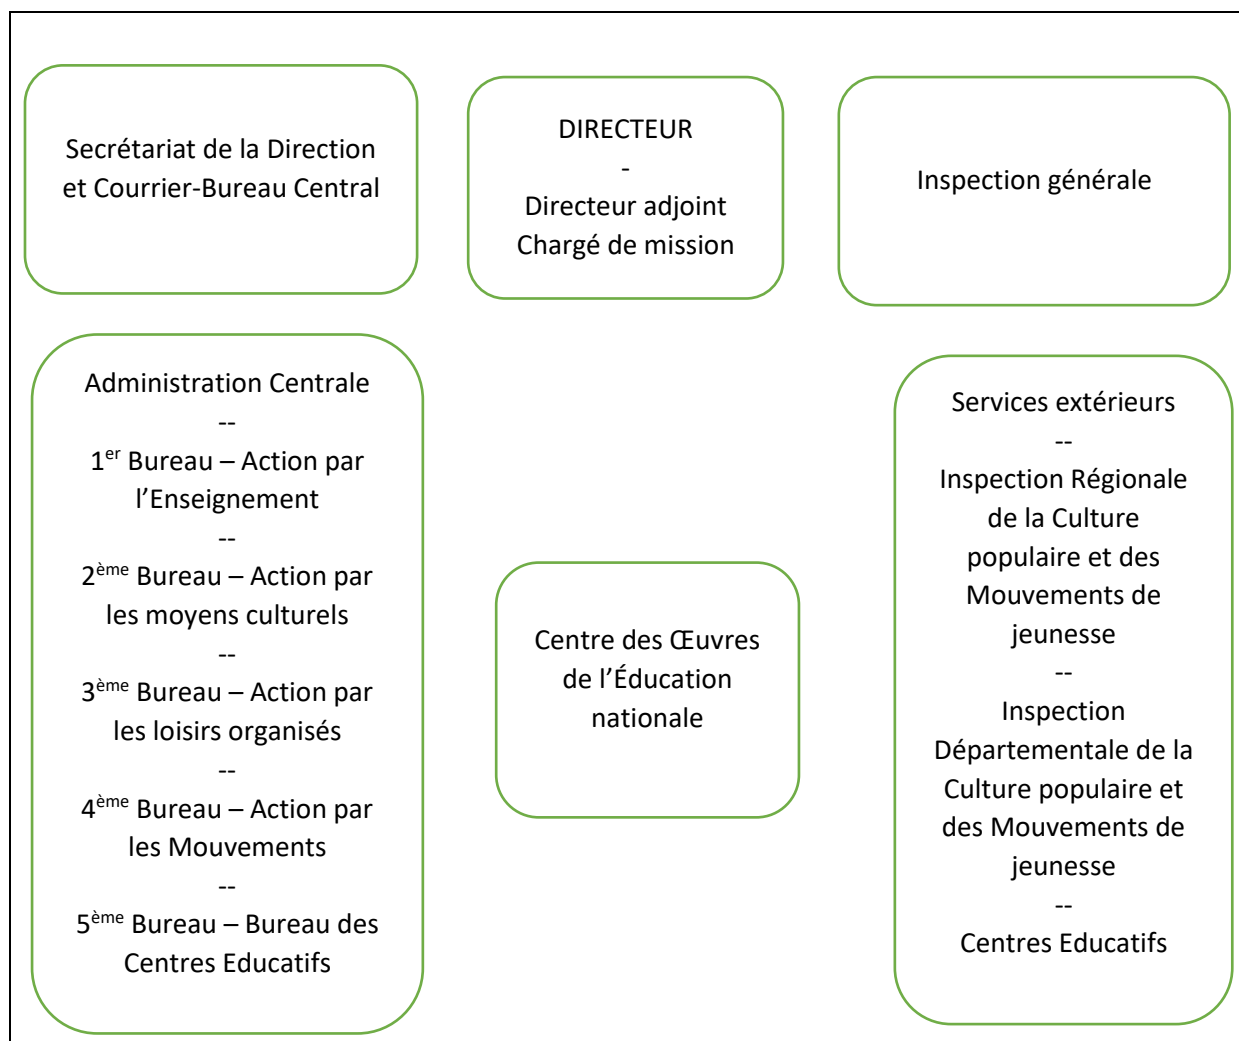 Secrétariat de la Direction
et Courrier-Bureau Central
DIRECTEUR
-
Directeur adjoint
Chargé de mission
Inspection générale
Administration Centrale
--
1er Bureau – Action par
l’Enseignement
--
2ème Bureau – Action par
les moyens culturels
--
3ème Bureau – Action par
les loisirs organisés
--
4ème Bureau – Action par
les Mouvements
--
5ème Bureau – Bureau des
Centres Educatifs
Centre des Œuvres
de l’Éducation
nationale
Services extérieurs
--
Inspection Régionale
de la Culture
populaire et des
Mouvements de
jeunesse
--
Inspection
Départementale de la
Culture populaire et
des Mouvements de
jeunesse
--
Centres Educatifs